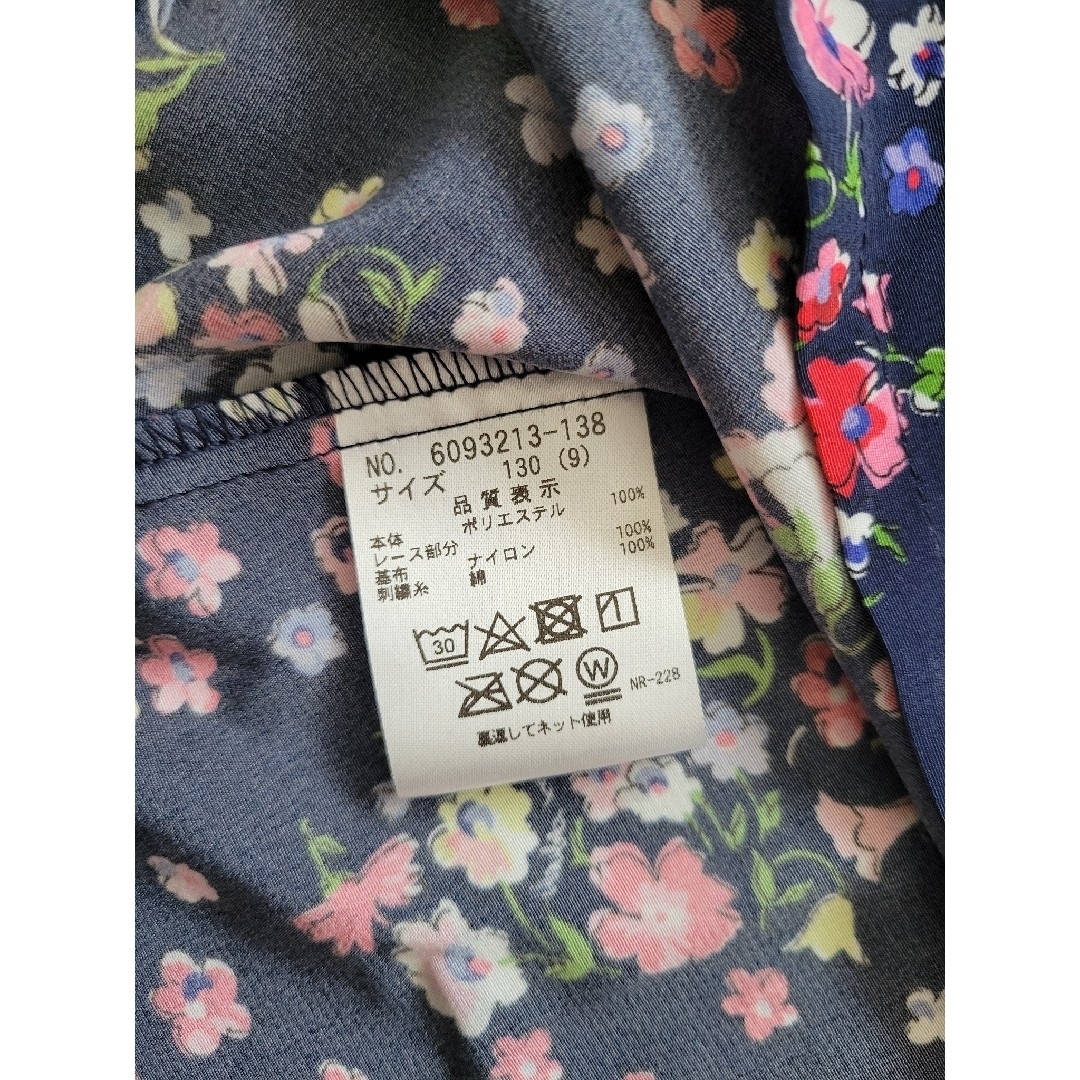 NO. 6093213-138
サイズ 130 (9)
品質表示
本体 ポリエステル 100%
レース部分
基布 ナイロン 100%
刺繍糸 綿 100%
30
W
NR-228
裏返してネット使用